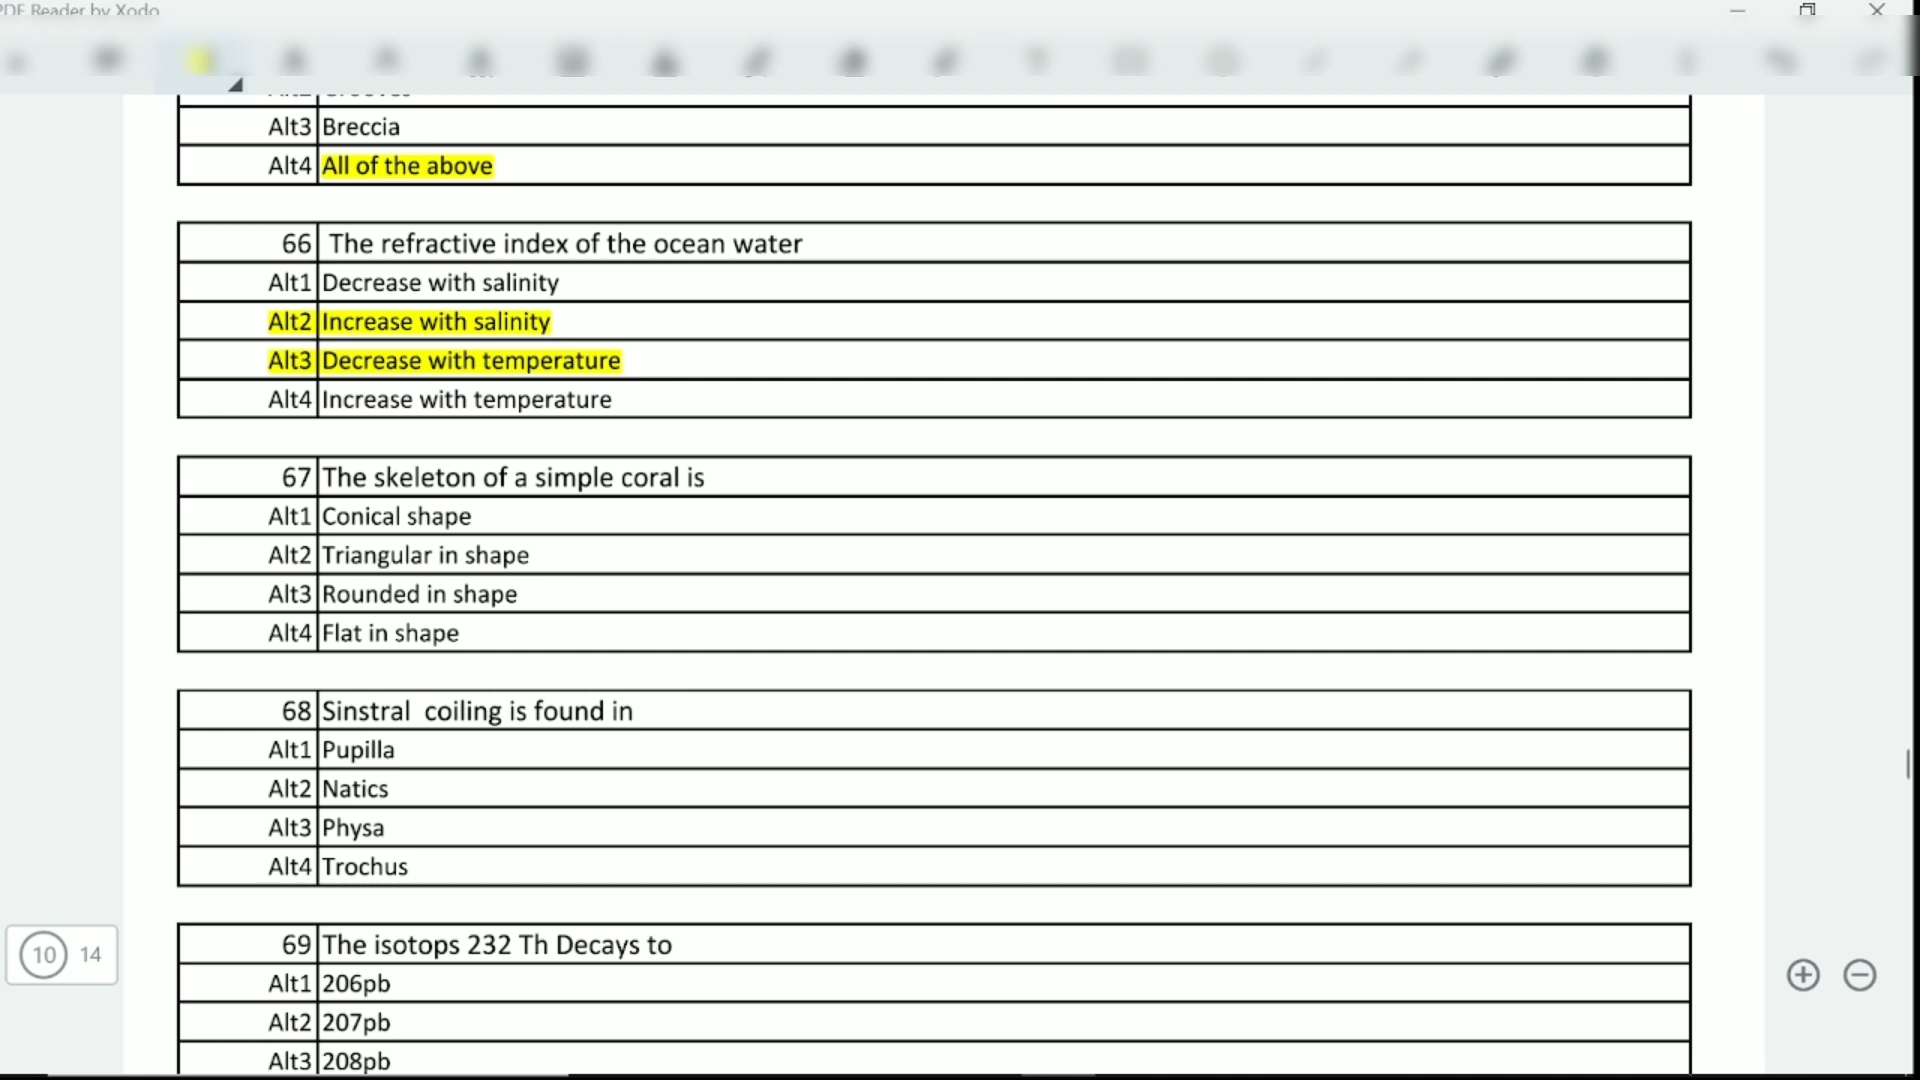 PDF Reader by Xodo
Alt3 Breccia
Alt4 All of the above
66 The refractive index of the ocean water
Alt1 Decrease with salinity
Alt2 Increase with salinity
Alt3 Decrease with temperature
Alt4 Increase with temperature
67 The skeleton of a simple coral is
Alt1 Conical shape
Alt2 Triangular in shape
Alt3 Rounded in shape
Alt4 Flat in shape
68 Sinstral coiling is found in
Alt1 Pupilla
Alt2 Natics
Alt3 Physa
Alt4 Trochus
69 The isotops 232 Th Decays to
Alt1 206pb
Alt2 207pb
Alt3 208pb
10 14